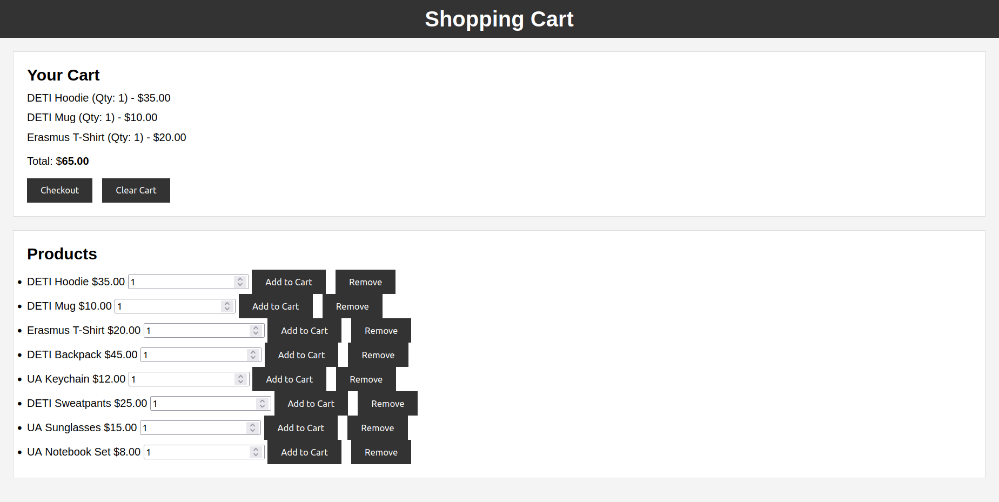 Shopping Cart
Your Cart
DETI Hoodie (Qty: 1) - $35.00
DETI Mug (Qty: 1) - $10.00
Erasmus T-Shirt (Qty: 1) - $20.00
Total: $65.00
Checkout Clear Cart
Products
• DETI Hoodie $35.00 1 Add to Cart Remove
• DETI Mug $10.00 1 Add to Cart Remove
• Erasmus T-Shirt $20.00 1 Add to Cart Remove
• DETI Backpack $45.00 1 Add to Cart Remove
• UA Keychain $12.00 1 Add to Cart Remove
• DETI Sweatpants $25.00 1 Add to Cart Remove
• UA Sunglasses $15.00 1 Add to Cart Remove
• UA Notebook Set $8.00 1 Add to Cart Remove